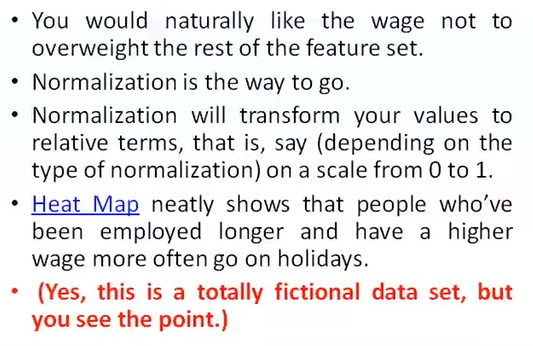 • You would naturally like the wage not to
overweight the rest of the feature set.
• Normalization is the way to go.
• Normalization will transform your values to
relative terms, that is, say (depending on the
type of normalization) on a scale from 0 to 1.
• Heat Map neatly shows that people who’ve
been employed longer and have a higher
wage more often go on holidays.
• (Yes, this is a totally fictional data set, but
you see the point.)